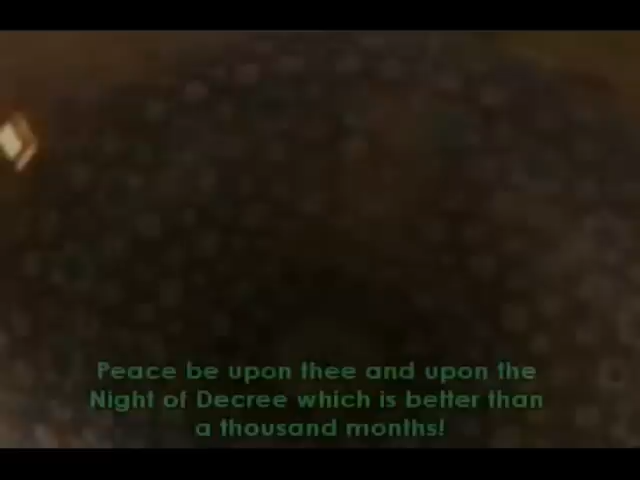 Peace be upon thee and upon the
Night of Decree which is better than
a thousand months!